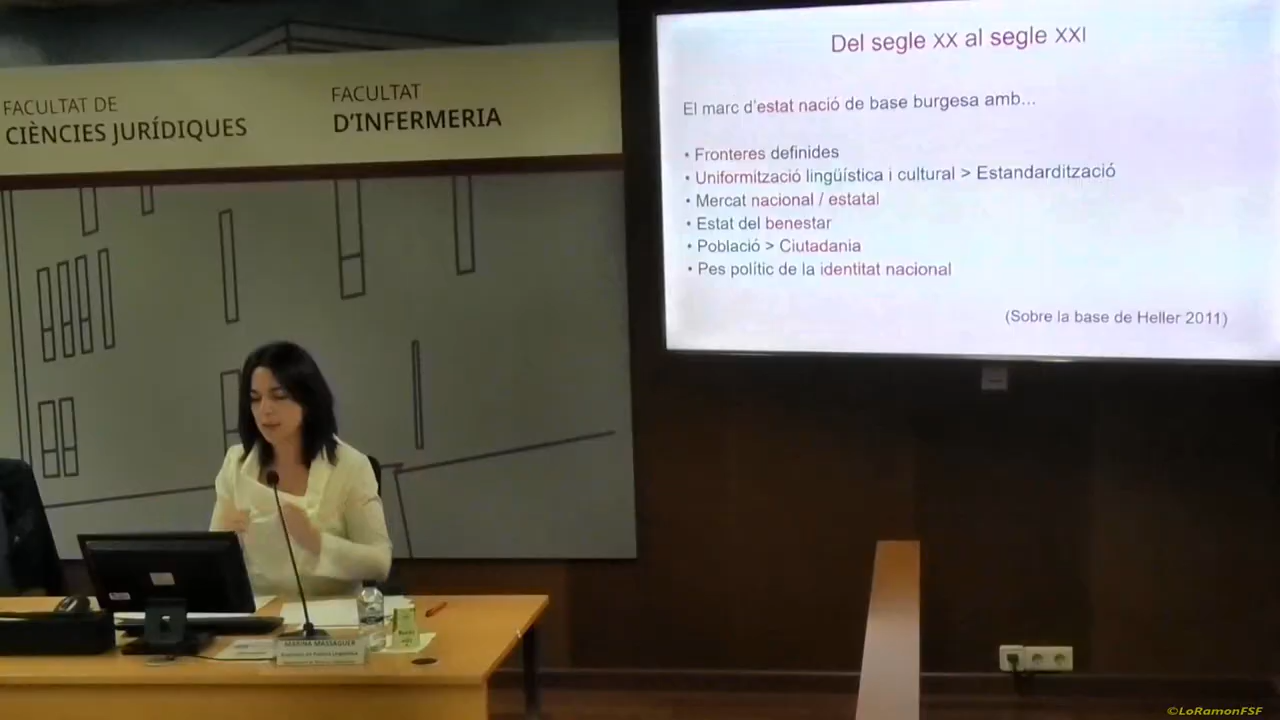 FACULTAT DE
CIÈNCIES JURÍDIQUES
FACULTAT
D'INFERMERIA
Del segle XX al segle XXI
El marc d'estat nació de base burgesa amb...
• Fronteres definides
• Uniformització lingüística i cultural > Estandardització
• Mercat nacional / estatal
• Estat del benestar
• Població > Ciutadania
• Pes polític de la identitat nacional
(Sobre la base de Heller 2011)
MARINA MASSAGUER
©LoRamonFSF